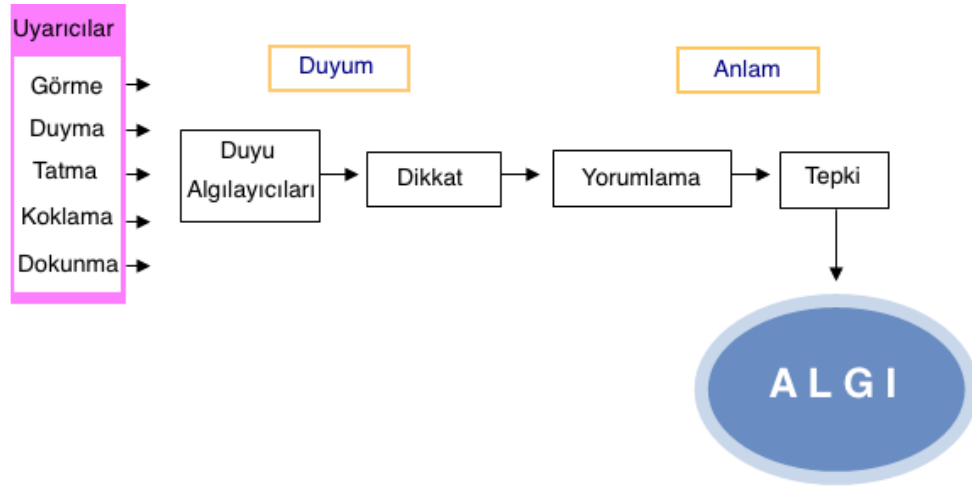 Uyarıcılar
Görme
Duyma
Tatma
Koklama
Dokunma
Duyum
Anlam
Duyu
Algılayıcıları
Dikkat
Yorumlama
Tepki
A L G I